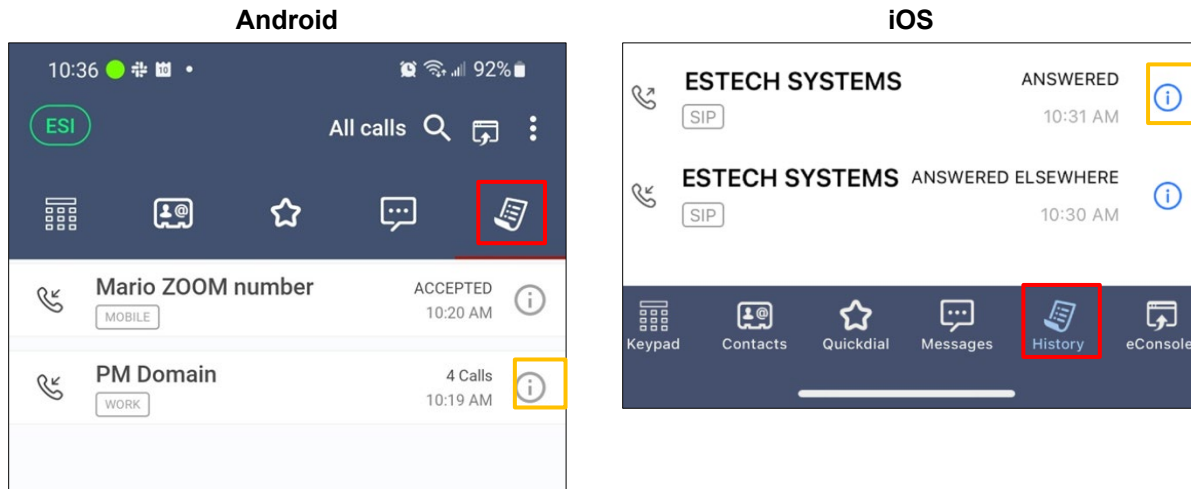 Android
10:36 92%
ESI All calls
Mario ZOOM number ACCEPTED
MOBILE 10:20 AM
PM Domain 4 Calls
WORK 10:19 AM
iOS
ESTECH SYSTEMS ANSWERED
SIP 10:31 AM
ESTECH SYSTEMS ANSWERED ELSEWHERE
SIP 10:30 AM
Keypad Contacts Quickdial Messages History eConsole